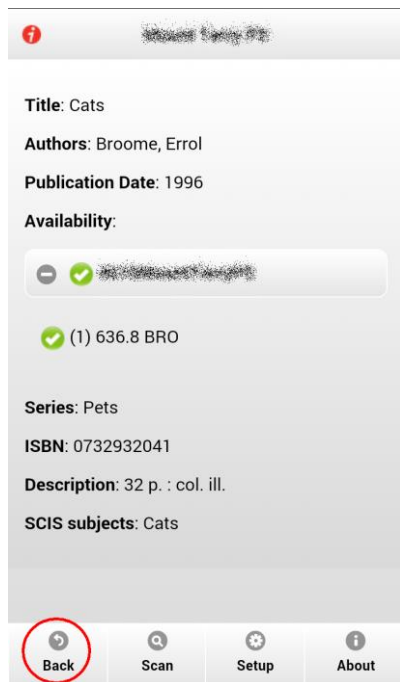 Title: Cats
Authors: Broome, Errol
Publication Date: 1996
Availability:
(1) 636.8 BRO
Series: Pets
ISBN: 0732932041
Description: 32 p. : col. ill.
SCIS subjects: Cats
Back Scan Setup About